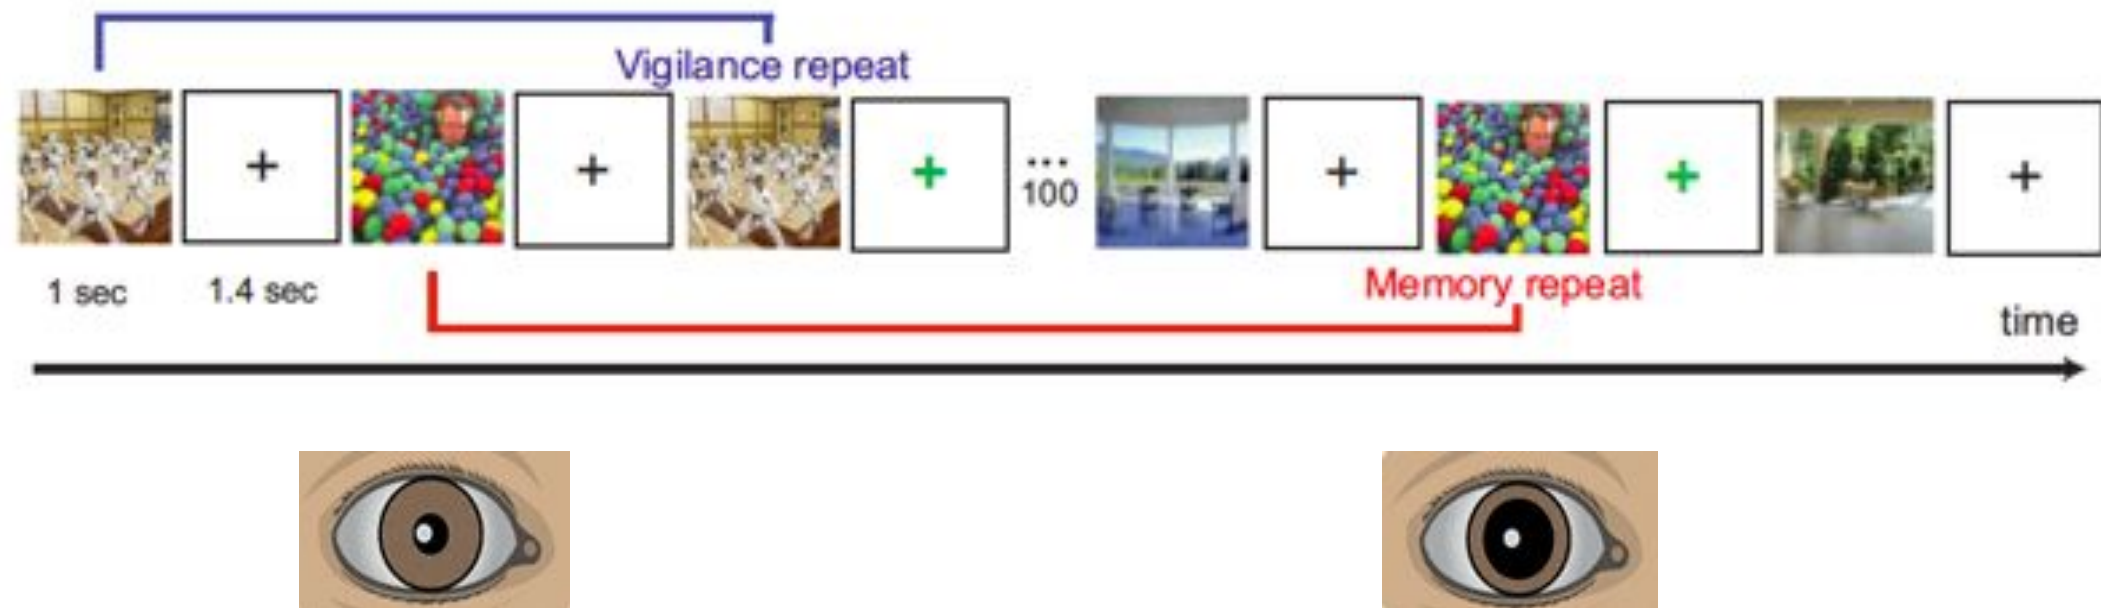 Vigilance repeat
...
100
1 sec
1.4 sec
Memory repeat
time